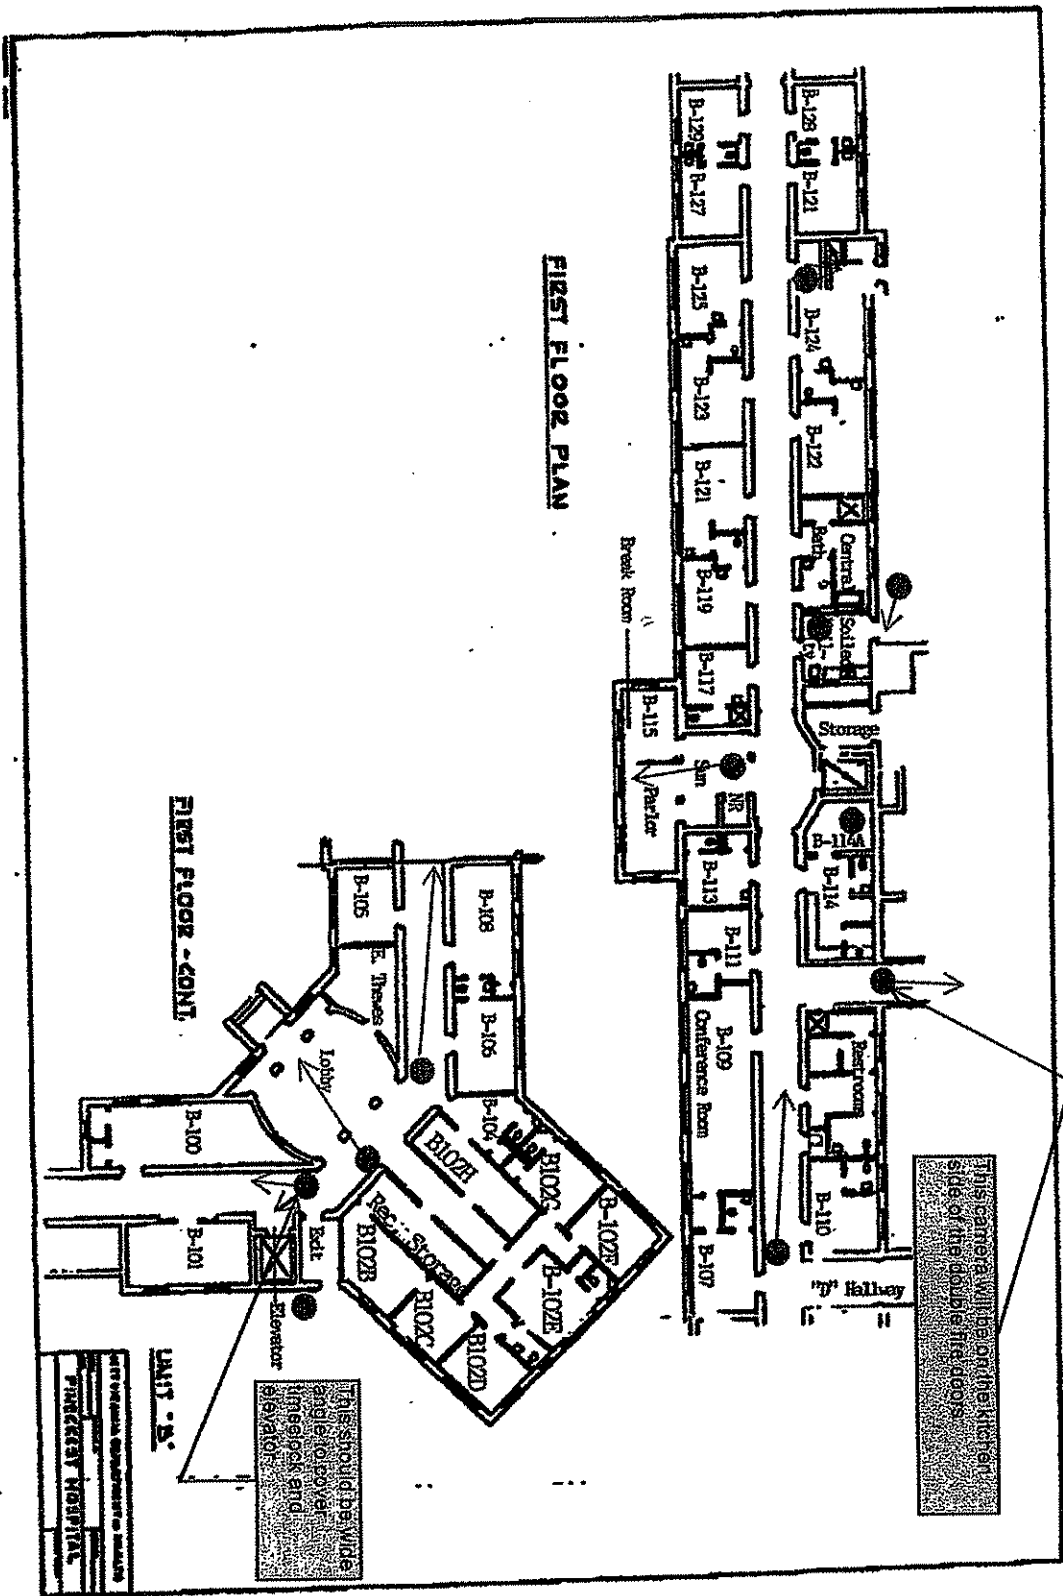 B-128
B-121
B-129
B-127
B-124
B-122
Central
Bath
Soiled
Storage
B-114A
B-114
Restrooms
B-110
"D" Hallway
B-125
B-123
B-121
B-119
B-117
B-115
Sun
Parlor
NR
B-113
B-111
B-109
Conference Room
B-107
Break Room
FIRST FLOOR PLAN
This camera will be on the kitchen
side of the double fire doors.
B-108
B-106
B-104
B-105
E. Thewes
Lobby
B102H
B102G
B-102F
B-102E
B102D
B102C
B102B
Storage
B-100
B-101
Exit
Elevator
FIRST FLOOR - CONT.
This should be wide
angle to cover
timeclock and
elevator
UNIT "B"
PINECREST HOSPITAL